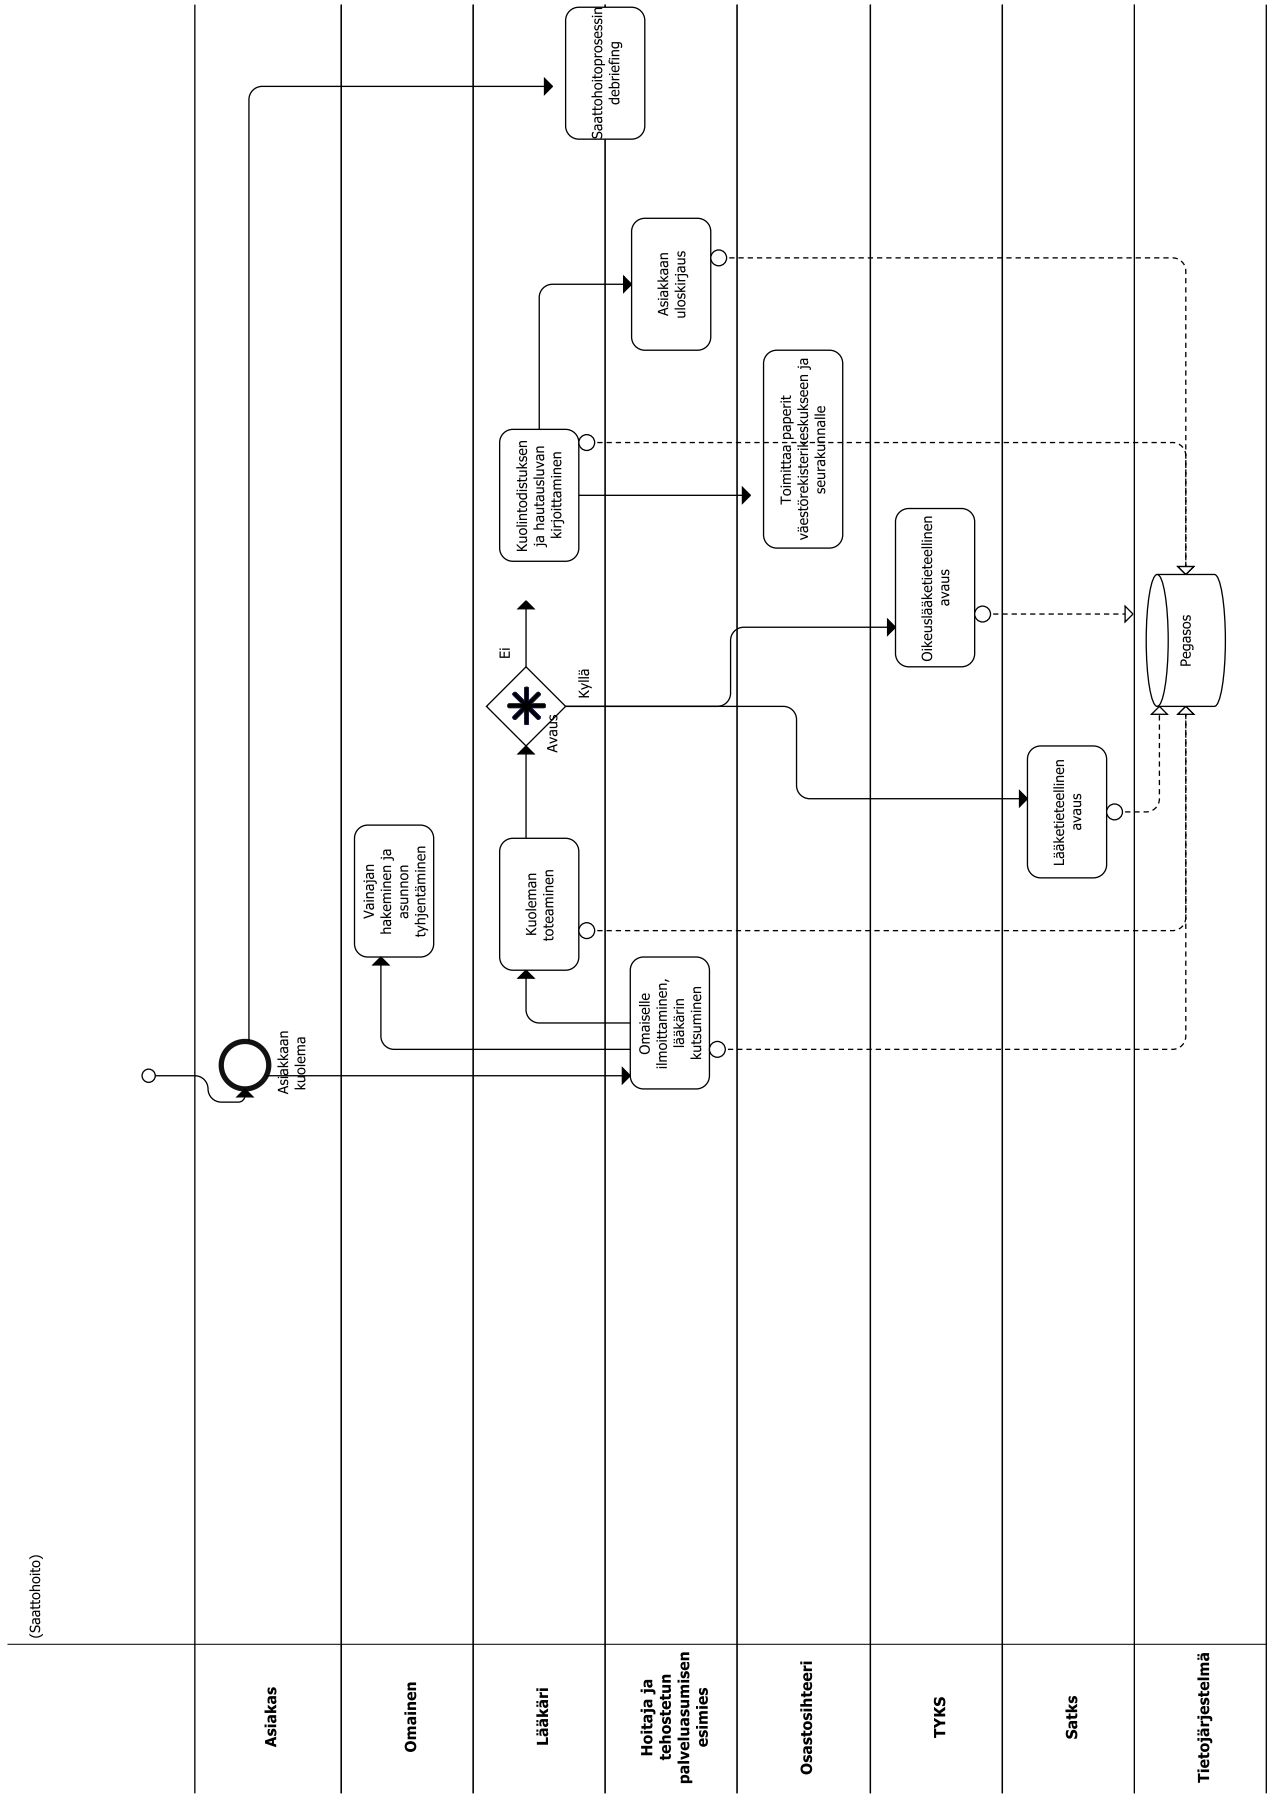 (Saattohoito)
Asiakas
Asiakkaan
kuolema
Omainen
Vainajan
hakeminen ja
asunnon
tyhjentäminen
Lääkäri
Kuoleman
toteaminen
Avaus
Ei
Kyllä
Kuolintodistuksen
ja hautausluvan
kirjoittaminen
Saattohoitoprosessin
debriefing
Hoitaja ja
tehostetun
palveluasumisen
esimies
Omaiselle
ilmoittaminen,
lääkärin
kutsuminen
Asiakkaan
uloskirjaus
Osastosihteeri
Toimittaa paperit
väestörekisterikeskukseen ja
seurakunnalle
TYKS
Oikeuslääketieteellinen
avaus
Satks
Lääketieteellinen
avaus
Tietojärjestelmä
Pegasos